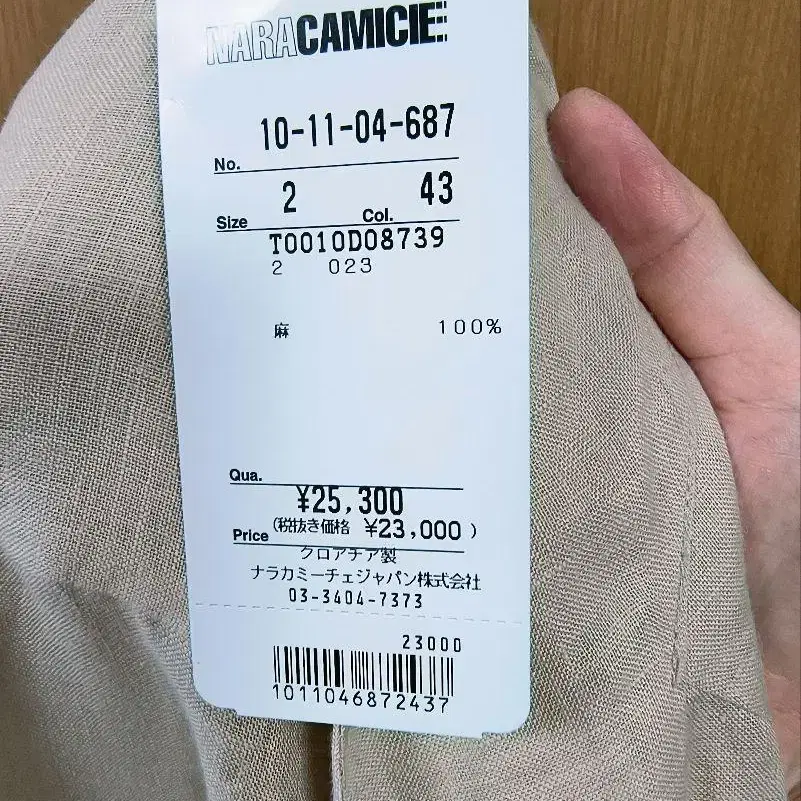 NARACAMICIE
10-11-04-687
No.
2 43
Size Col.
T0010D08739
2 023
麻 100%
Qua.
¥25,300
(税抜き価格 ¥23,000 )
Price
クロアチア製
ナラカミーチェジャパン株式会社
03-3404-7373
23000
1011046872437